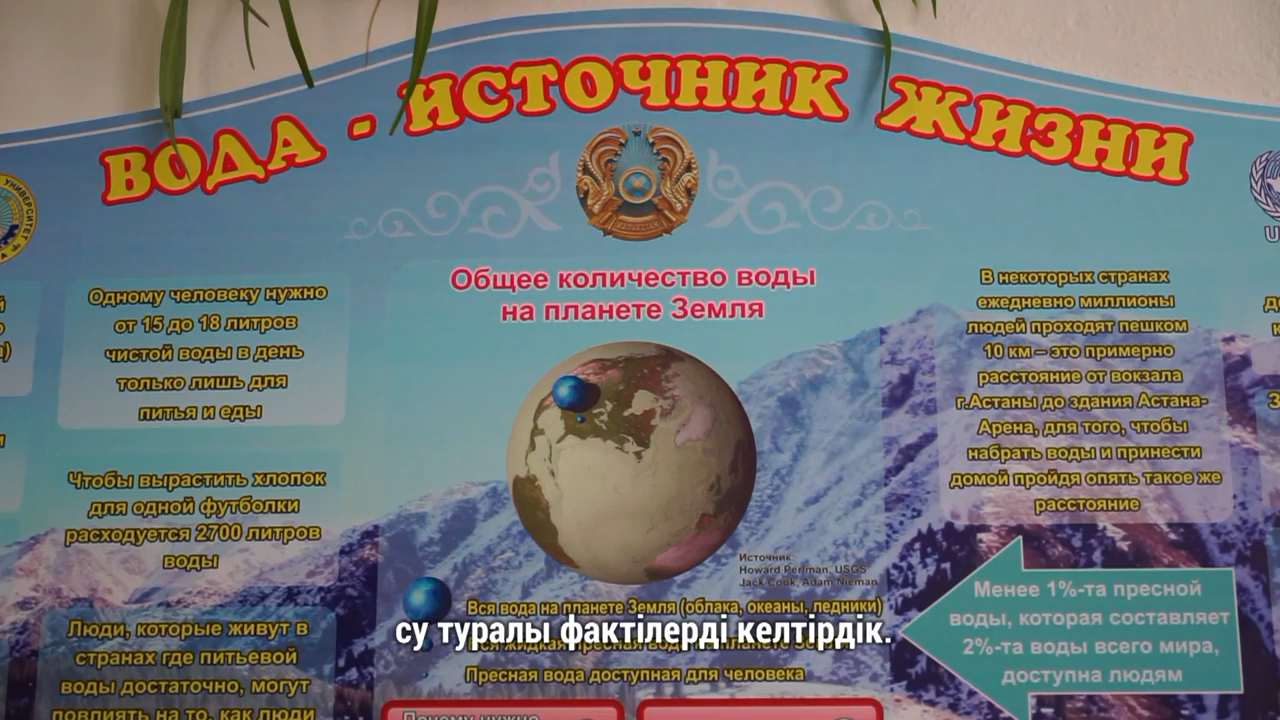 ВОДА - ИСТОЧНИК ЖИЗНИ
УНИВЕРСИТЕТ
Общее количество воды
на планете Земля
Одному человеку нужно
от 15 до 18 литров
чистой воды в день
только лишь для
питья и еды
Чтобы вырастить хлопок
для одной футболки
расходуется 2700 литров
воды
Люди, которые живут в
странах где питьевой
воды достаточно, могут
повлиять на то, как люди
Источник:
Howard Perlman, USGS
Jack Cook, Adam Nieman
Вся вода на планете Земля (облака, океаны, ледники)
су туралы фактілерді келтірдік.
Пресная вода доступная для человека
Почему нужно
В некоторых странах
ежедневно миллионы
людей проходят пешком
10 км – это примерно
расстояние от вокзала
г.Астаны до здания Астана-
Арена, для того, чтобы
набрать воды и принести
домой пройдя опять такое же
расстояние
Менее 1%-та пресной
воды, которая составляет
2%-та воды всего мира,
доступна людям